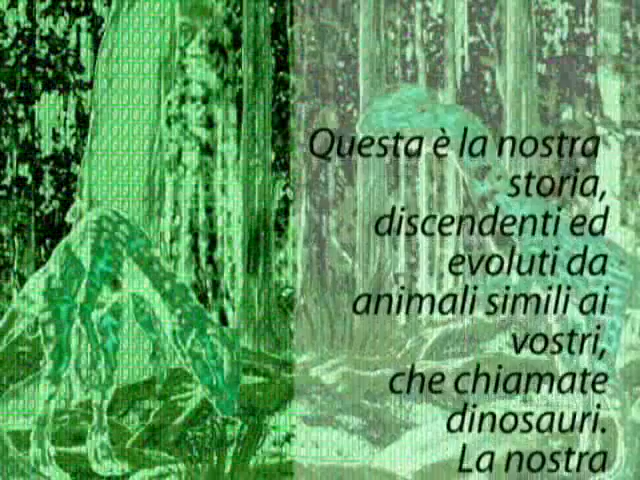 Questa è la nostra
storia,
discendenti ed
evoluti da
animali simili ai
vostri,
che chiamate
dinosauri.
La nostra